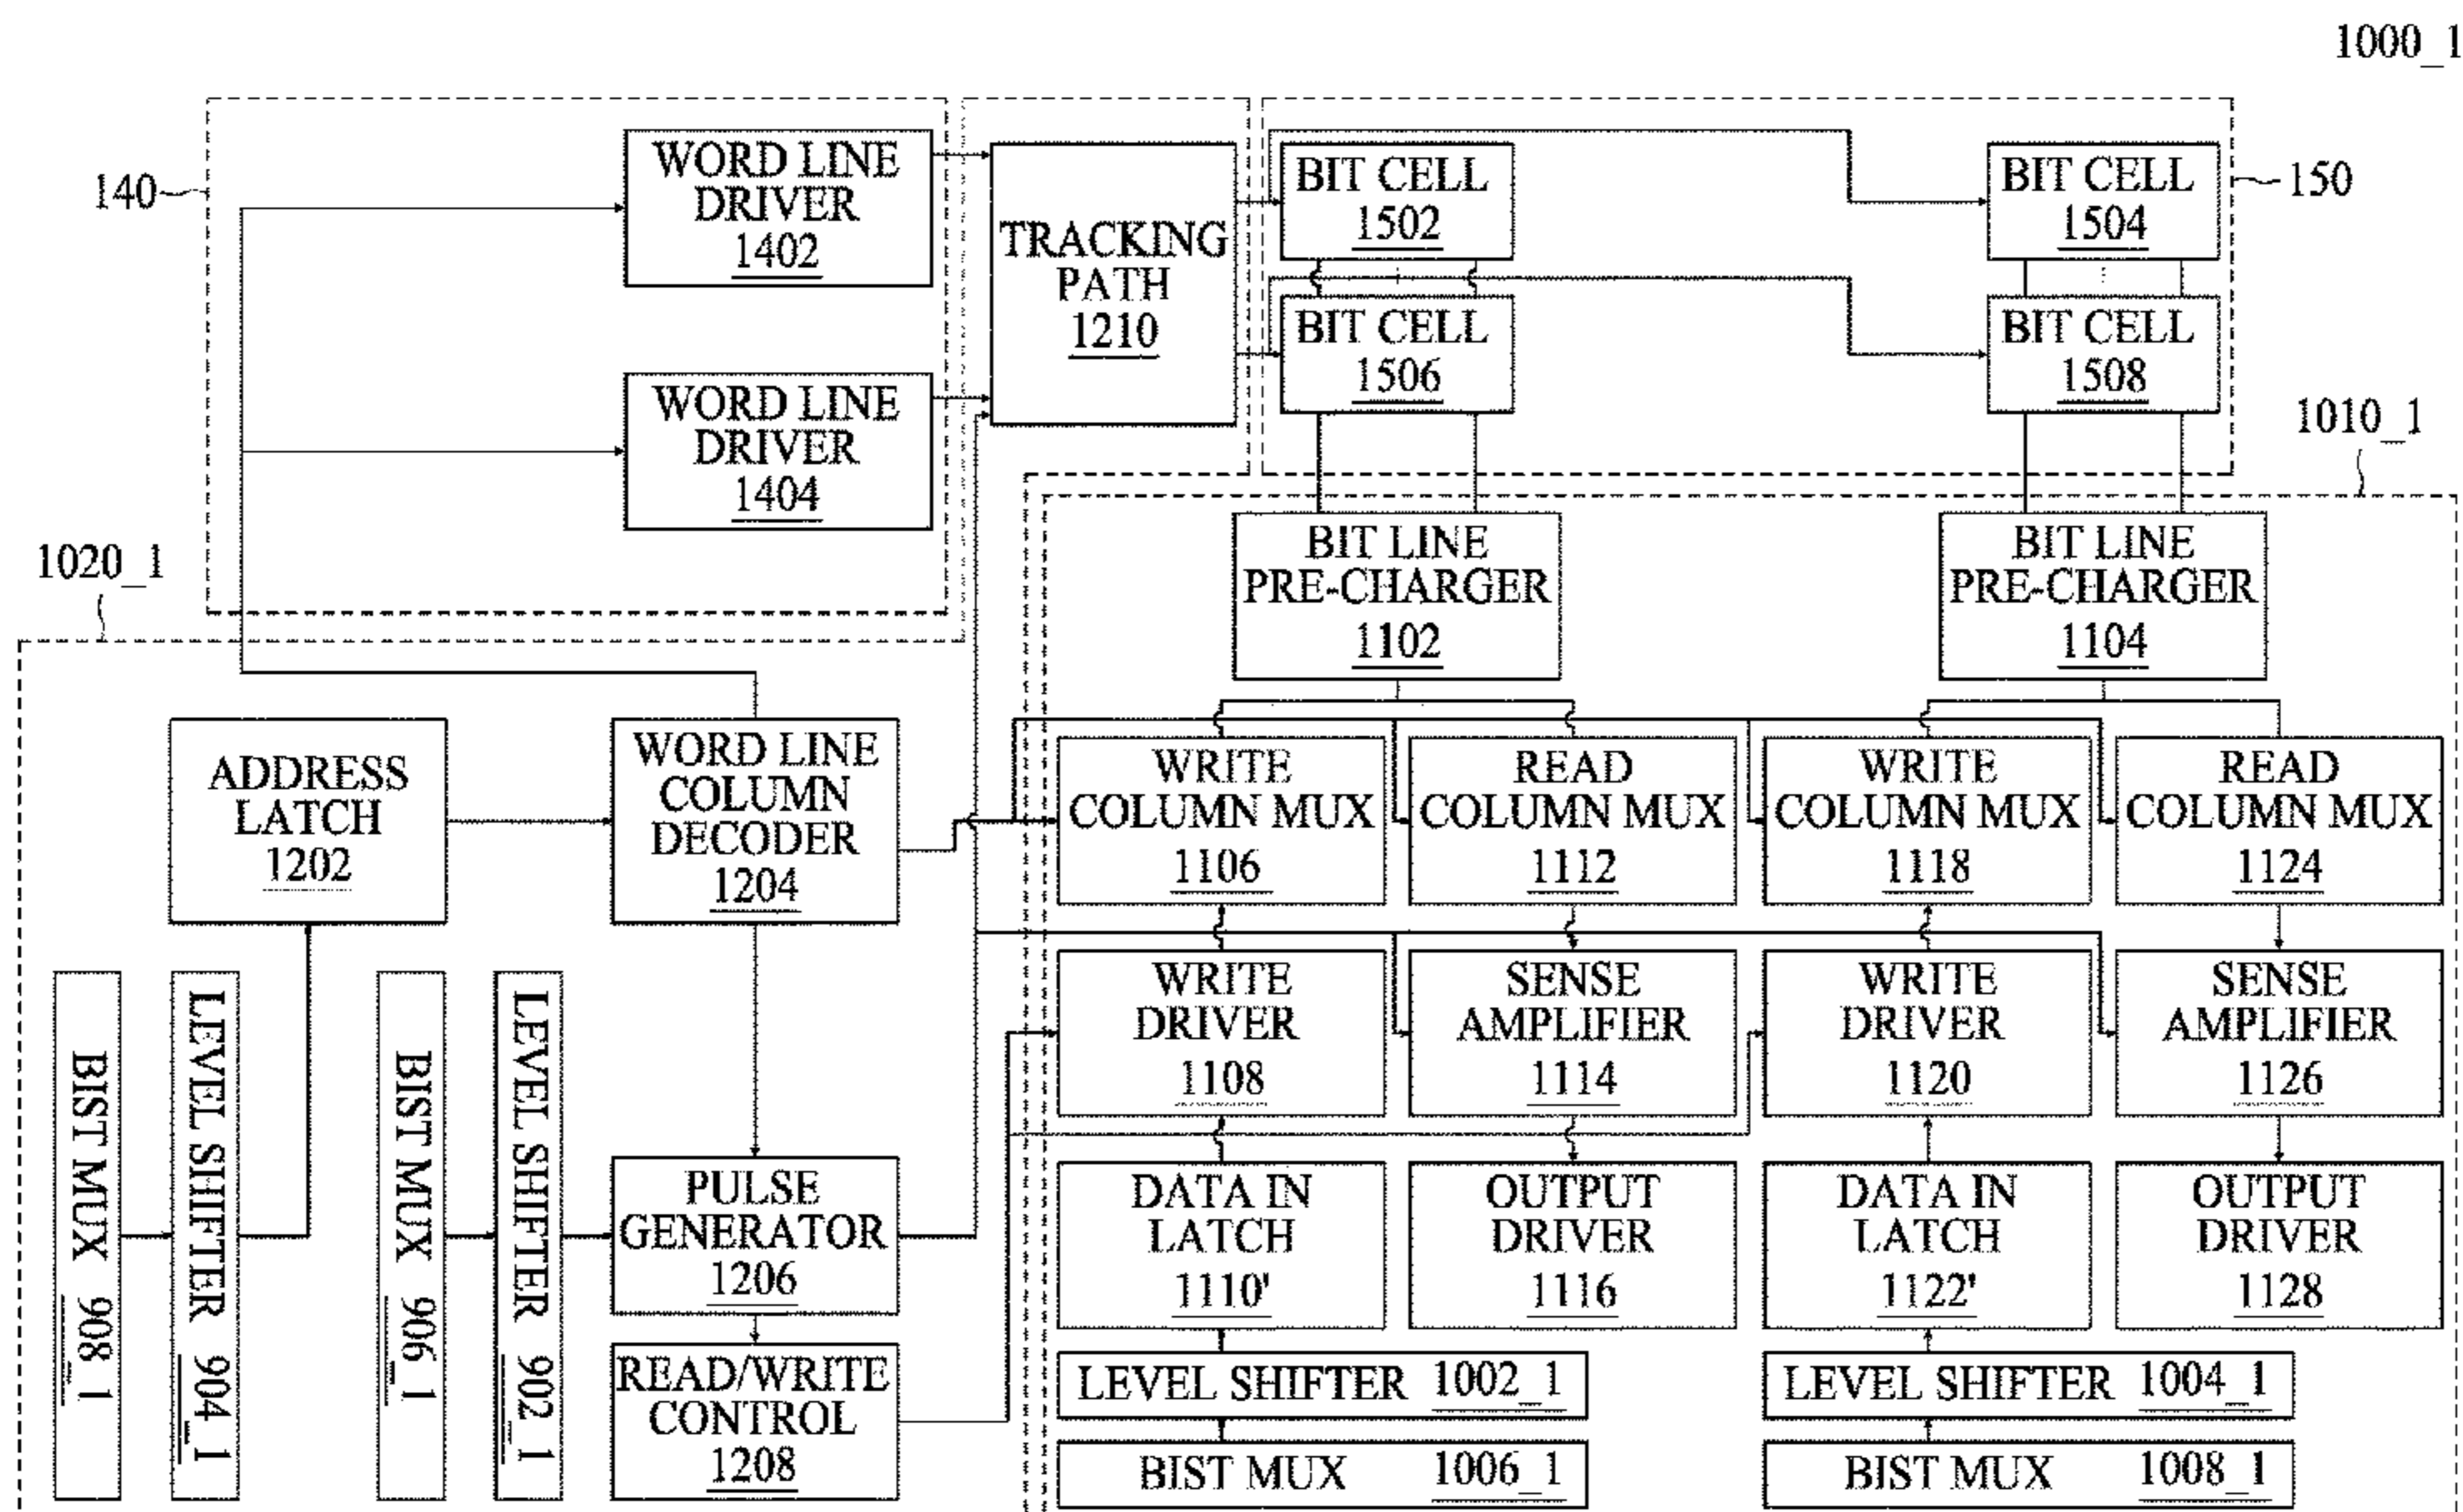 1000_1
140
WORD LINE
DRIVER
1402
TRACKING
PATH
1210
BIT CELL
1502
BIT CELL
1504
150
BIT CELL
1506
BIT CELL
1508
WORD LINE
DRIVER
1404
1010_1
1020_1
BIT LINE
PRE-CHARGER
1102
BIT LINE
PRE-CHARGER
1104
ADDRESS
LATCH
1202
WORD LINE
COLUMN
DECODER
1204
WRITE
COLUMN MUX
1106
READ
COLUMN MUX
1112
WRITE
COLUMN MUX
1118
READ
COLUMN MUX
1124
BIST MUX 908_1
LEVEL SHIFTER 904_1
BIST MUX 906_1
LEVEL SHIFTER 902_1
WRITE
DRIVER
1108
SENSE
AMPLIFIER
1114
WRITE
DRIVER
1120
SENSE
AMPLIFIER
1126
PULSE
GENERATOR
1206
DATA IN
LATCH
1110'
OUTPUT
DRIVER
1116
DATA IN
LATCH
1122'
OUTPUT
DRIVER
1128
READ/WRITE
CONTROL
1208
LEVEL SHIFTER 1002_1
LEVEL SHIFTER 1004_1
BIST MUX 1006_1
BIST MUX 1008_1